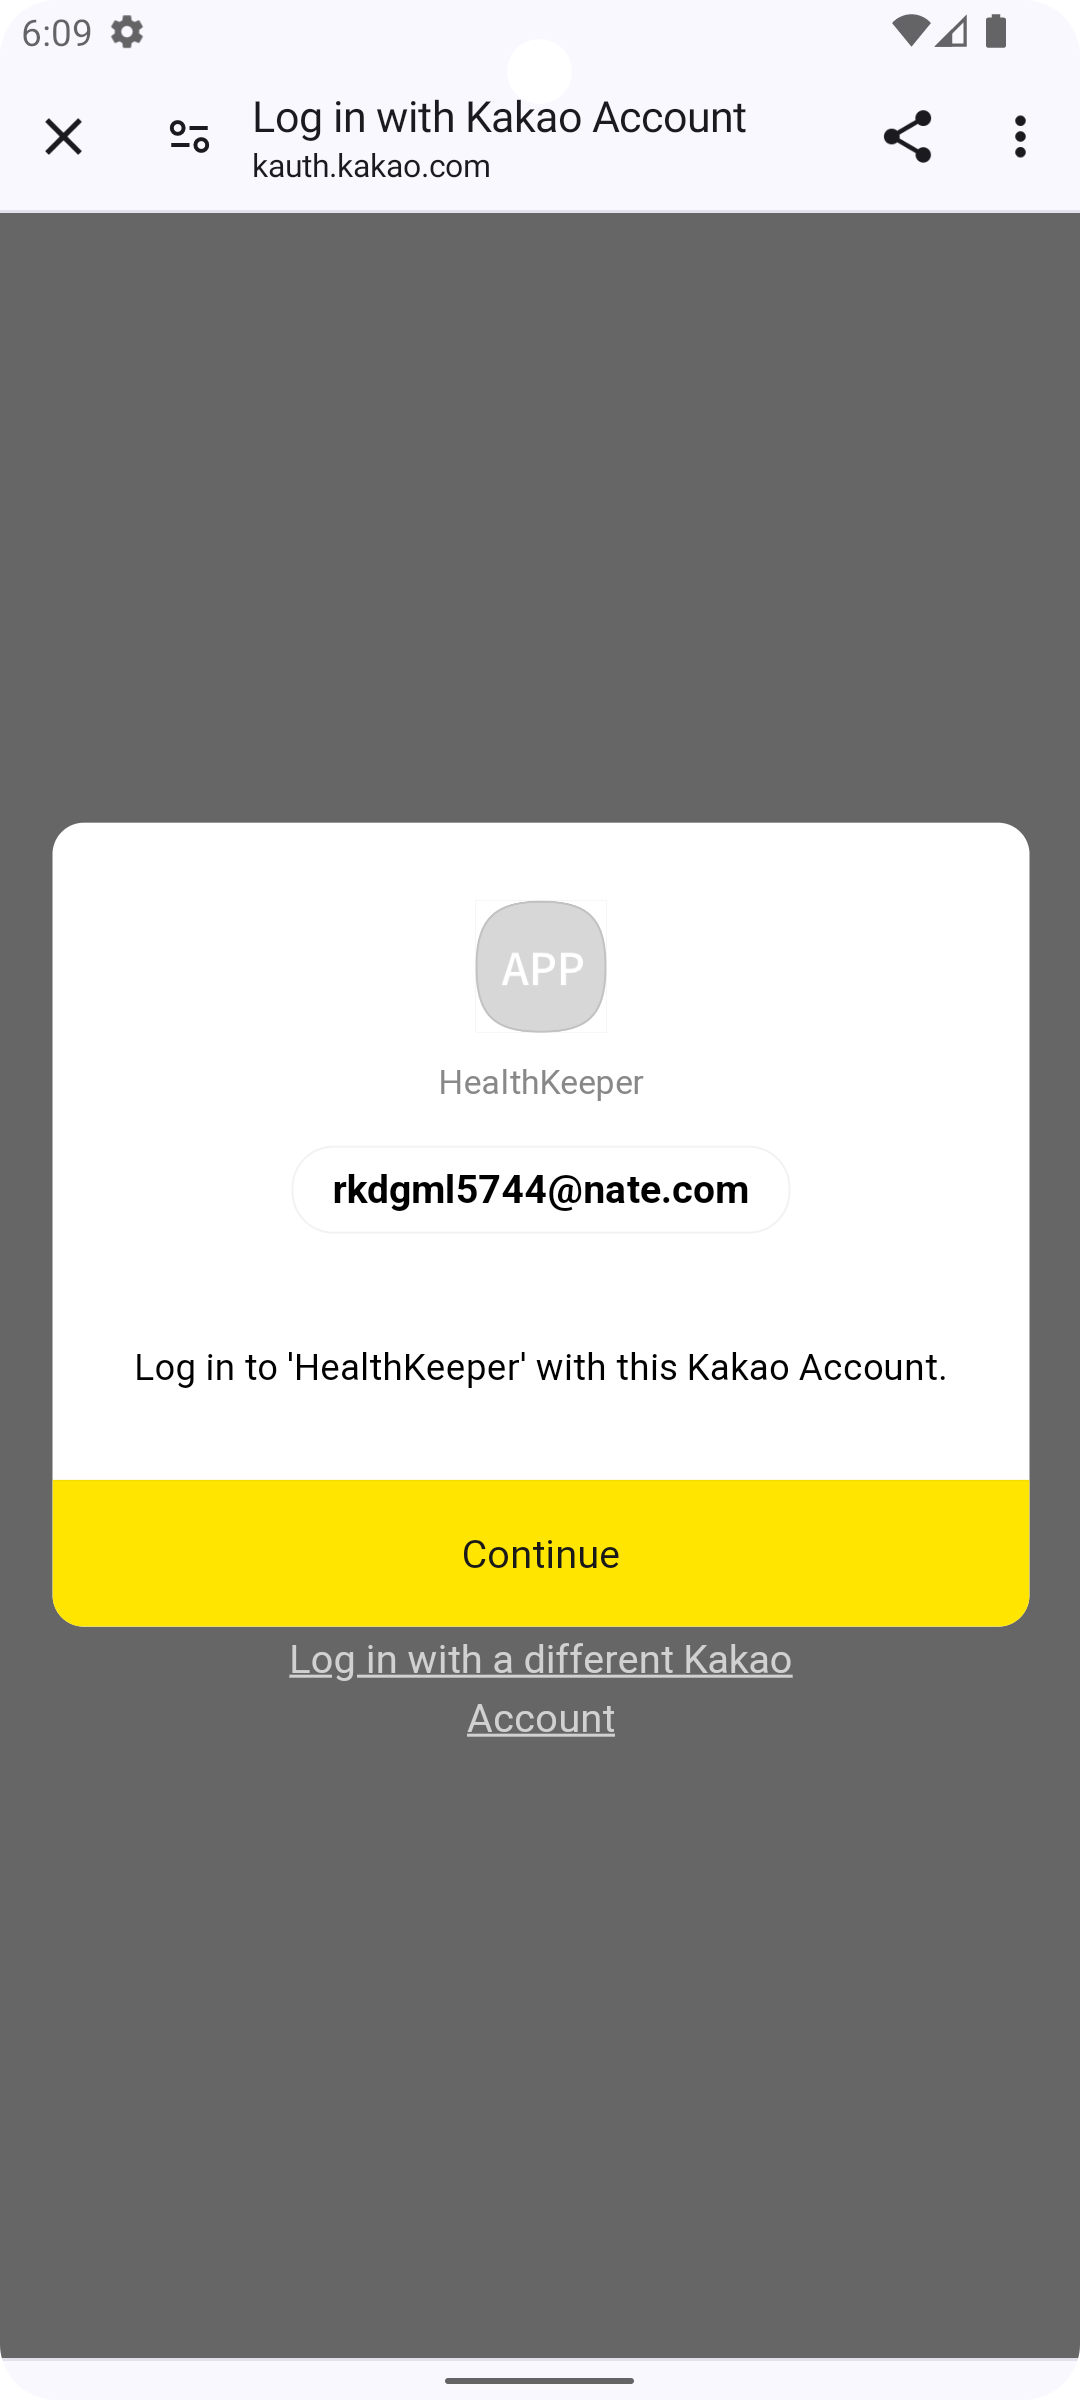 6:09
Log in with Kakao Account
kauth.kakao.com
APP
HealthKeeper
rkdgml5744@nate.com
Log in to 'HealthKeeper' with this Kakao Account.
Continue
Log in with a different Kakao
Account